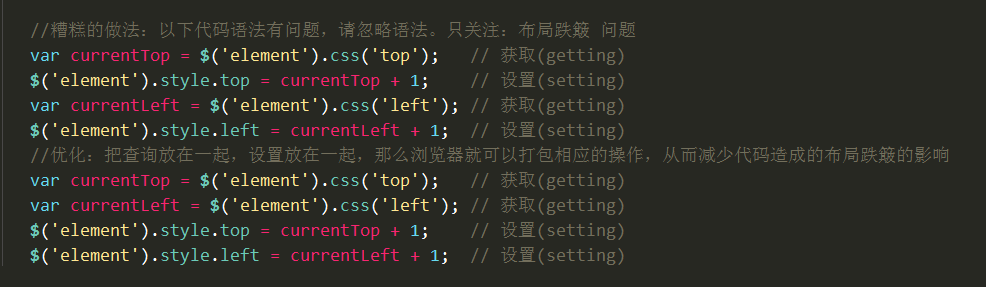 //糟糕的做法：以下代码语法有问题，请忽略语法。只关注：布局跌簸 问题
var currentTop = $('element').css('top');   // 获取(getting)
$('element').style.top = currentTop + 1;    // 设置(setting)
var currentLeft = $('element').css('left'); // 获取(getting)
$('element').style.left = currentLeft + 1;  // 设置(setting)
//优化：把查询放在一起，设置放在一起，那么浏览器就可以打包相应的操作，从而减少代码造成的布局跌簸的影响
var currentTop = $('element').css('top');   // 获取(getting)
var currentLeft = $('element').css('left'); // 获取(getting)
$('element').style.top = currentTop + 1;    // 设置(setting)
$('element').style.left = currentLeft + 1;  // 设置(setting)